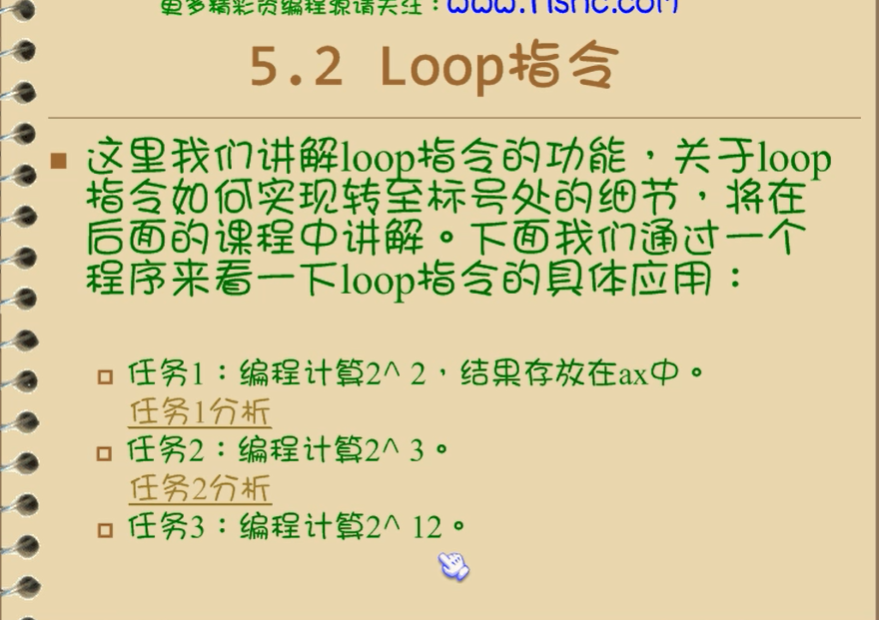 更多精彩资编程源请关注：www.fishc.com
5.2 Loop指令
这里我们讲解loop指令的功能，关于loop
指令如何实现转至标号处的细节，将在
后面的课程中讲解。下面我们通过一个
程序来看一下loop指令的具体应用：
任务1：编程计算2^ 2，结果存放在ax中。
任务1分析
任务2：编程计算2^ 3。
任务2分析
任务3：编程计算2^ 12。